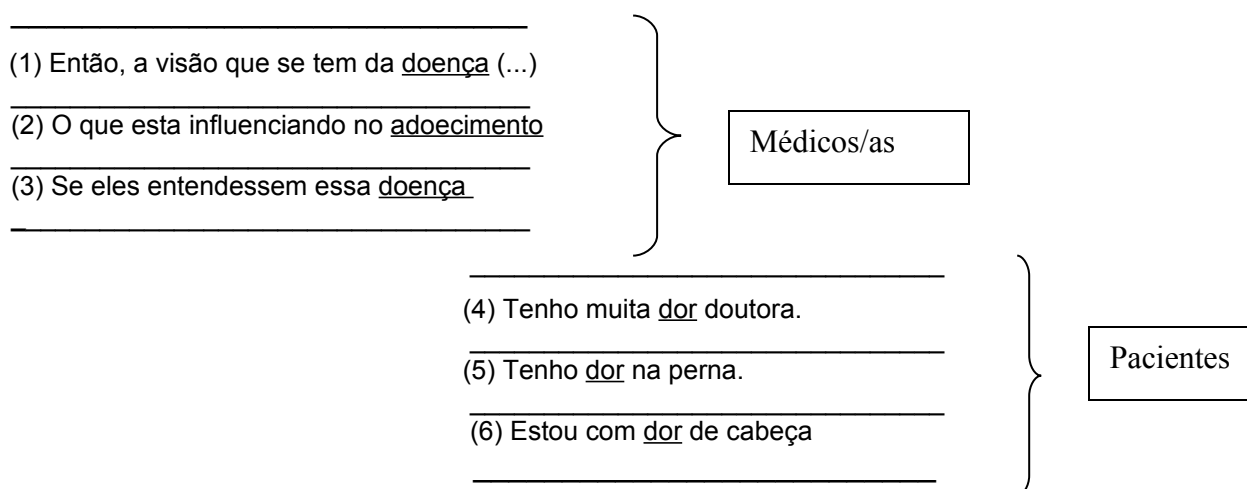 (1) Então, a visão que se tem da doença (...)
(2) O que esta influenciando no adoecimento
(3) Se eles entendessem essa doença
Médicos/as
(4) Tenho muita dor doutora.
(5) Tenho dor na perna.
(6) Estou com dor de cabeça
Pacientes